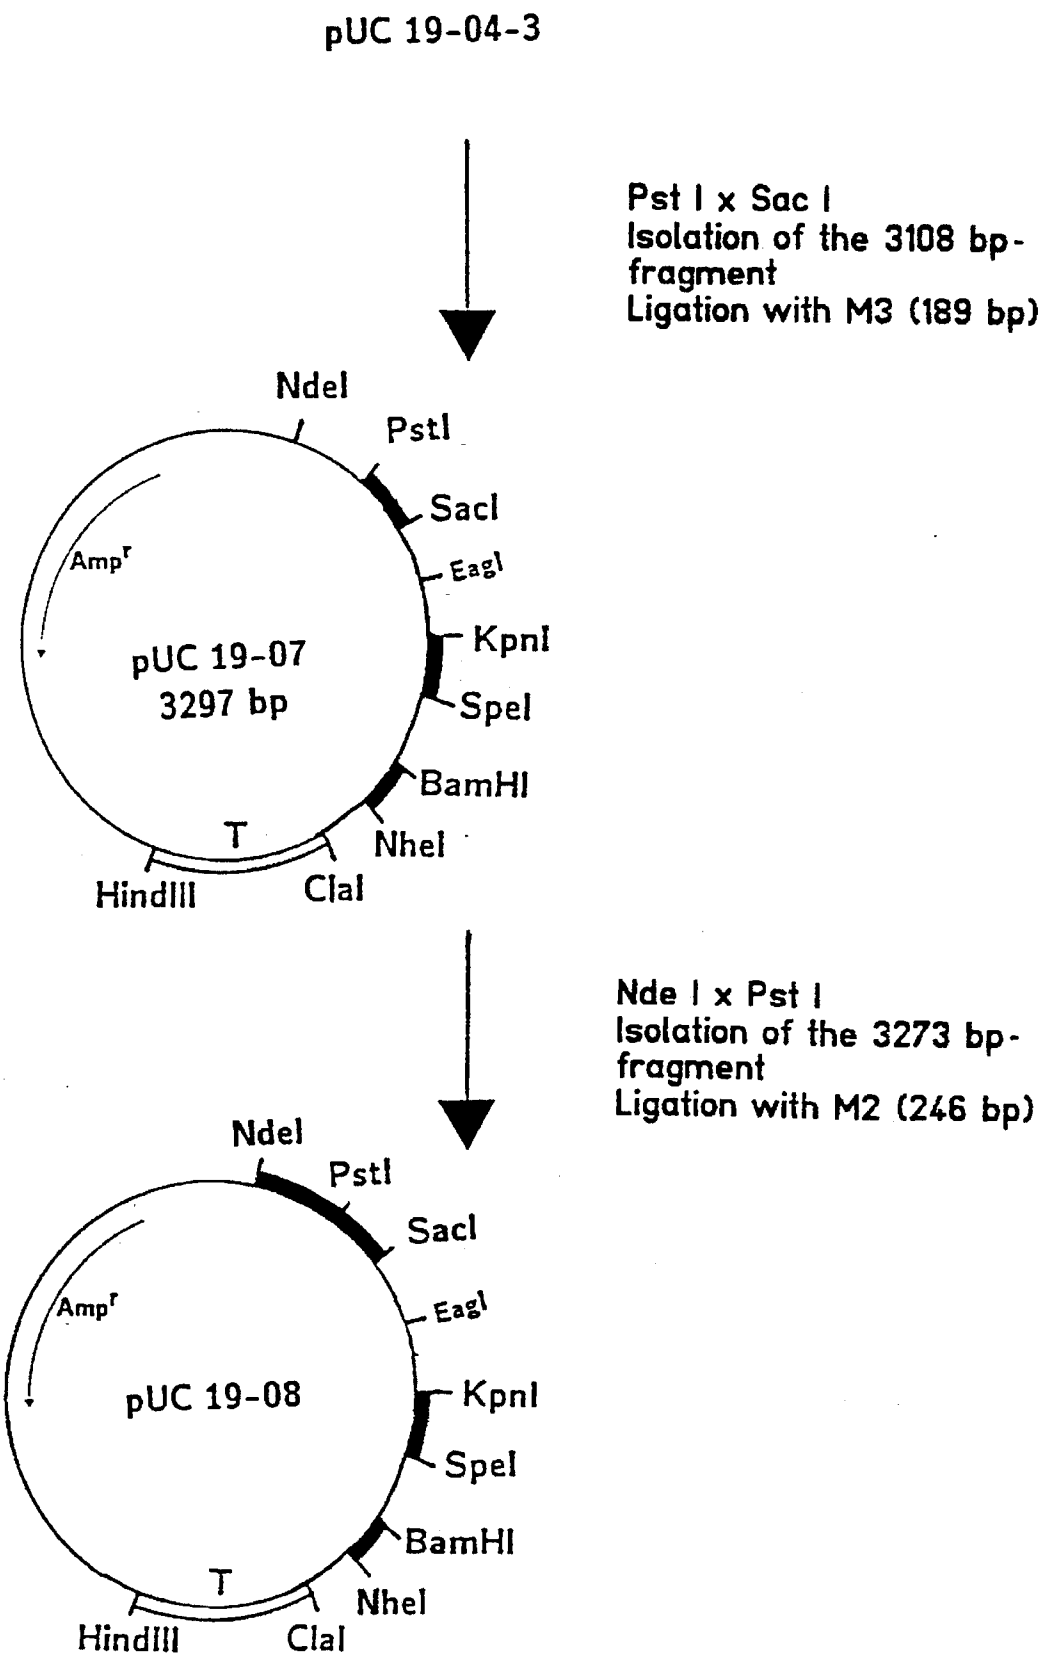 pUC 19-04-3
Pst I x Sac I
Isolation of the 3108 bp-
fragment
Ligation with M3 (189 bp)
NdeI
PstI
SacI
EagI
KpnI
SpeI
BamHI
NheI
ClaI
HindIII
T
Ampʳ
pUC 19-07
3297 bp
Nde I x Pst I
Isolation of the 3273 bp-
fragment
Ligation with M2 (246 bp)
NdeI
PstI
SacI
EagI
KpnI
SpeI
BamHI
NheI
ClaI
HindIII
T
Ampʳ
pUC 19-08